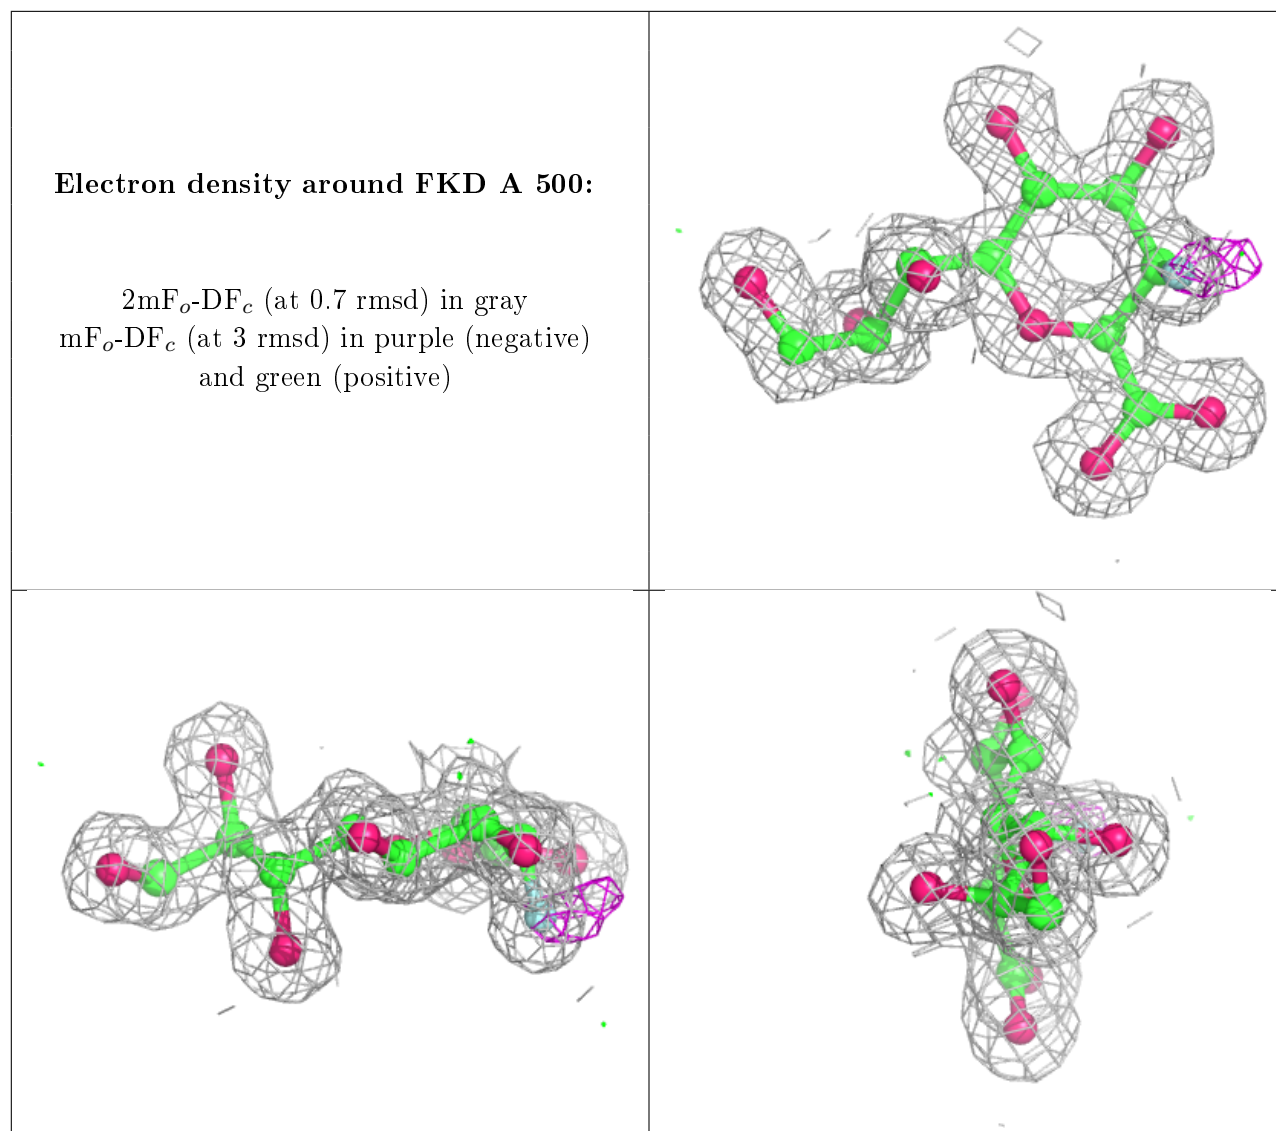 Electron density around FKD A 500:
2mFₒ-DF𝒸 (at 0.7 rmsd) in gray
mFₒ-DF𝒸 (at 3 rmsd) in purple (negative)
and green (positive)